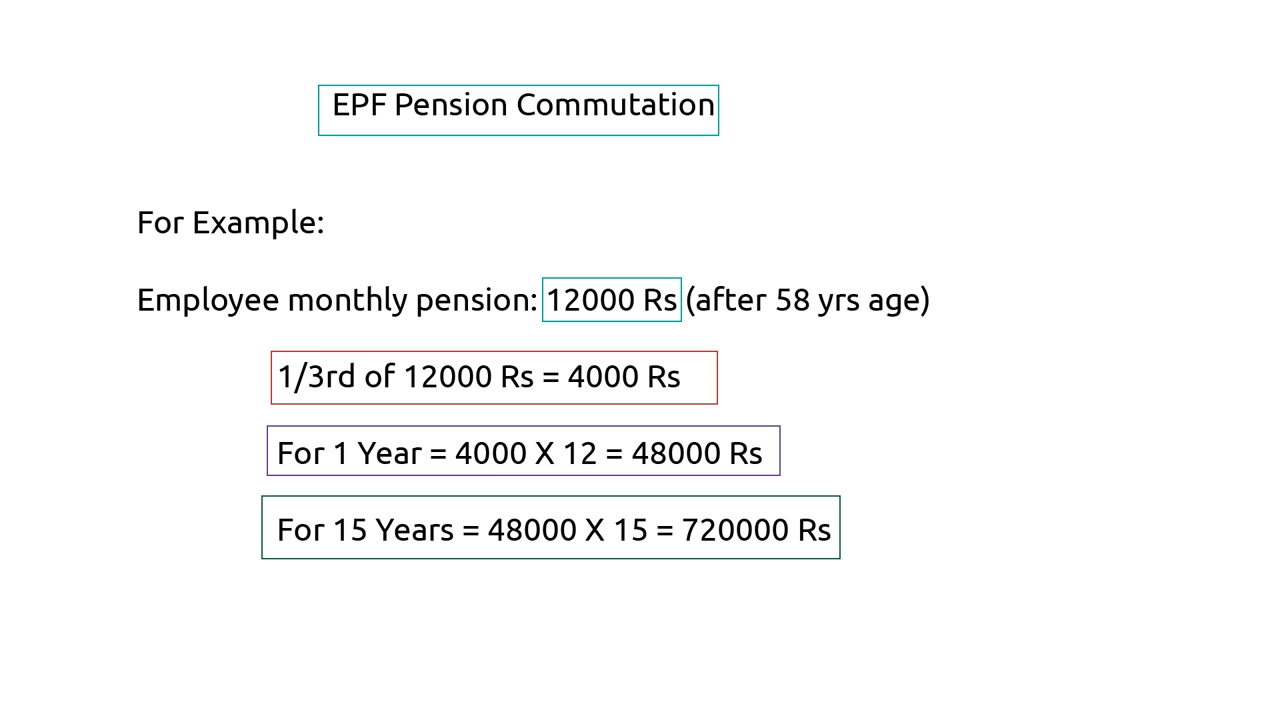 EPF Pension Commutation
For Example:
Employee monthly pension: 12000 Rs (after 58 yrs age)
1/3rd of 12000 Rs = 4000 Rs
For 1 Year = 4000 X 12 = 48000 Rs
For 15 Years = 48000 X 15 = 720000 Rs